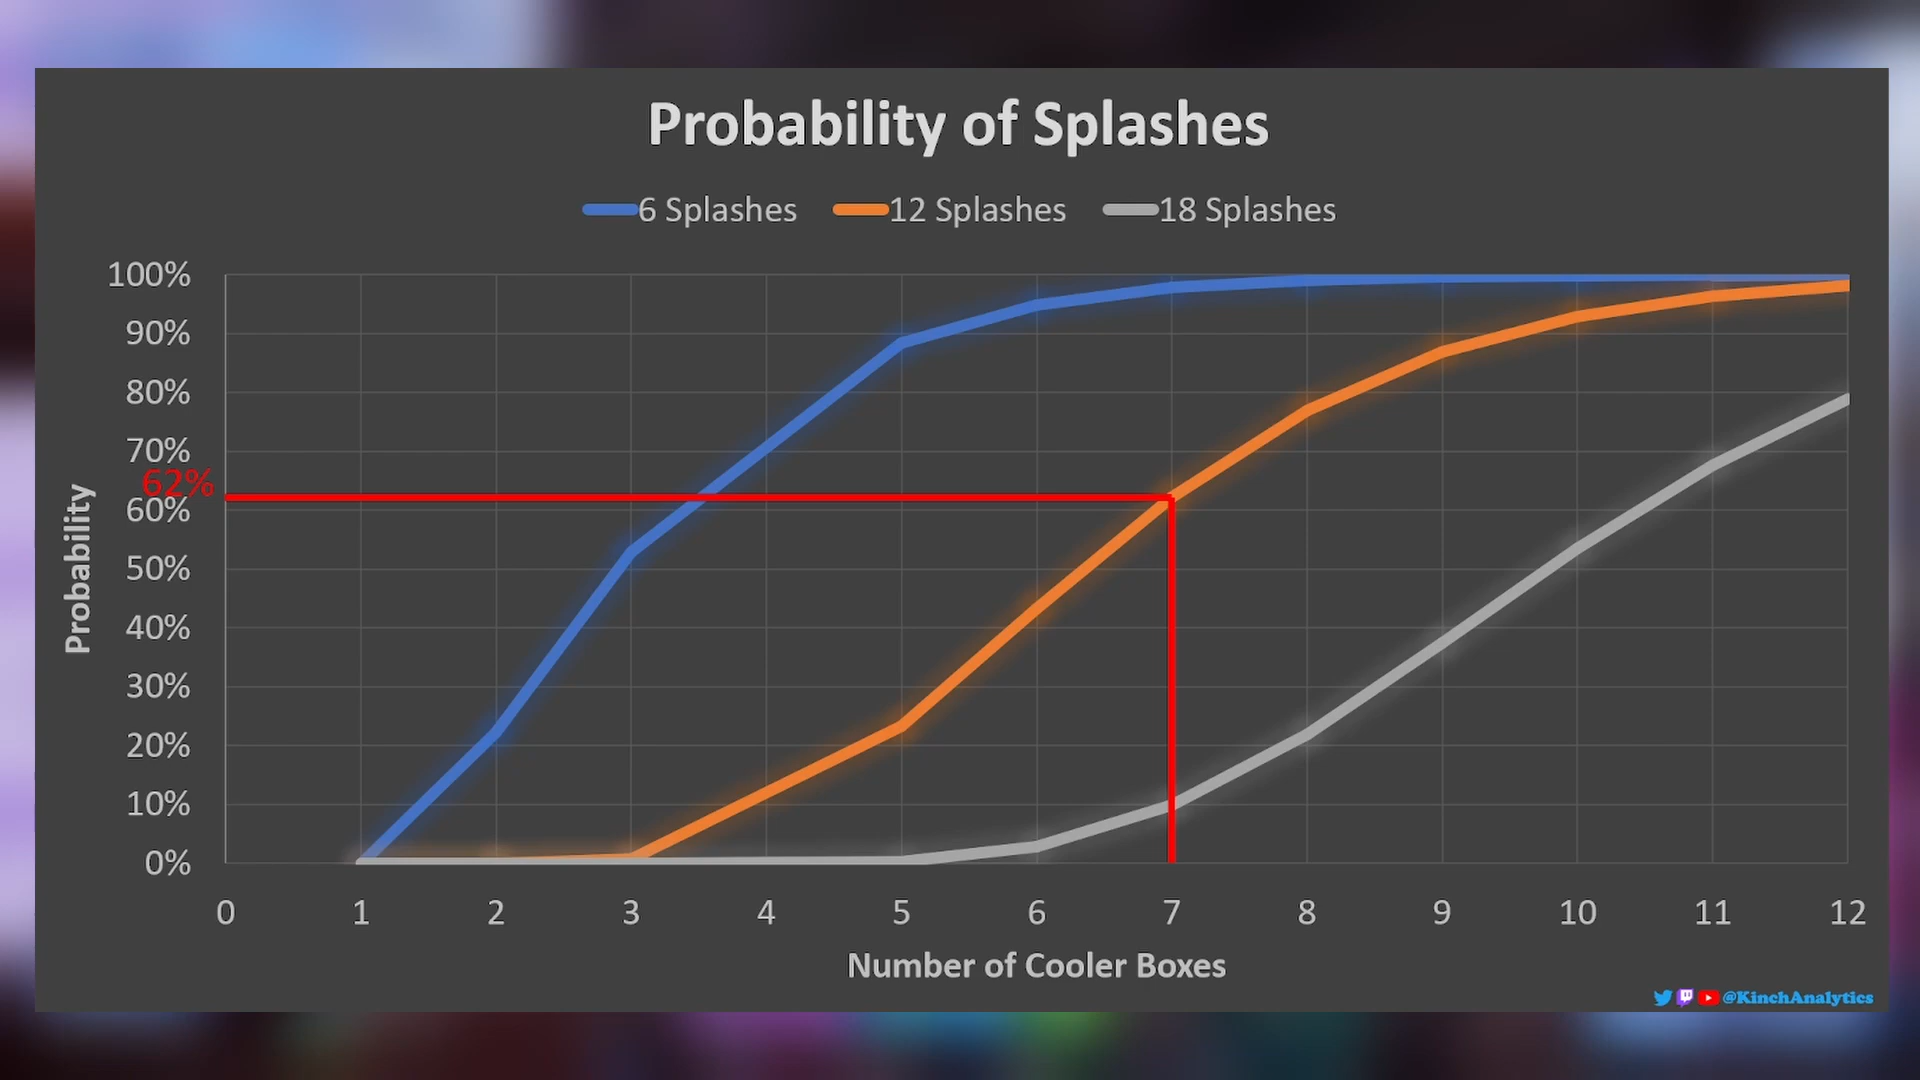 Probability of Splashes
6 Splashes 12 Splashes 18 Splashes
100%
90%
80%
70%
62%
60%
50%
40%
30%
20%
10%
0%
Probability
0 1 2 3 4 5 6 7 8 9 10 11 12
Number of Cooler Boxes
@KinchAnalytics